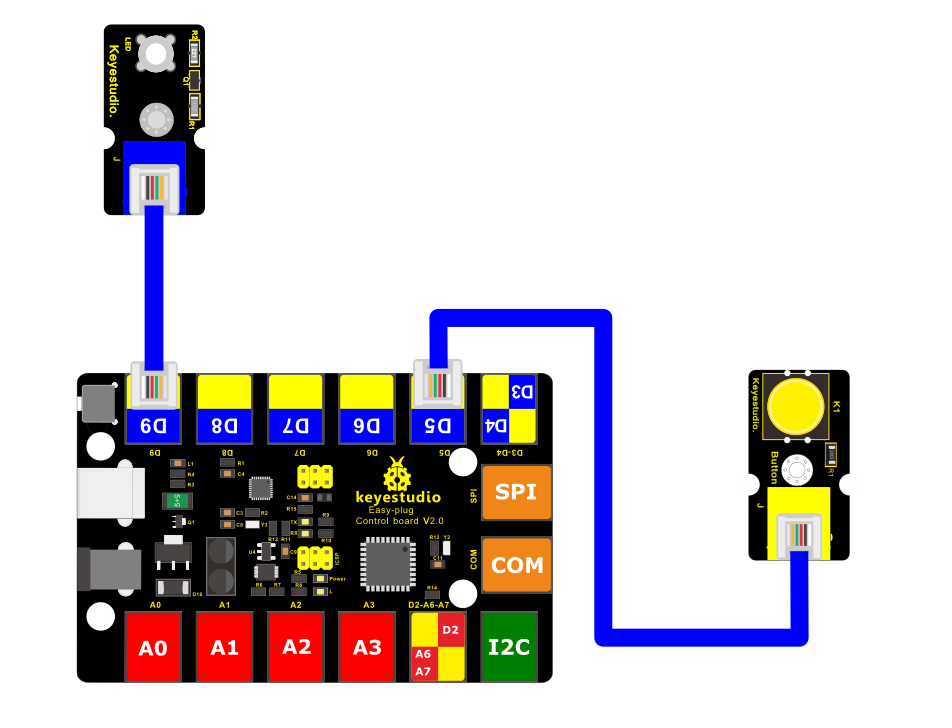 LED
R2
Q1
R1
Keyestudio.
J
D9
D8
D7
D6
D5
D3
D4
D9
D8
D7
D6
D5
D3-D4
L1
R4
R3
R1
C4
C14
R15
C3
R2
C8
Y3
TX
RX
R9
R10
R12
R11
Q1
U4
C9
ICSP
R5
R6
R7
R8
Power
L
D16
keyestudio
Easy-plug
Control board V2.0
R13
Y2
C11
R14
SPI
SPI
COM
COM
A0
A1
A2
A3
D2-A6-A7
A0
A1
A2
A3
D2
A6
A7
I2C
Keyestudio.
K1
Button
R1
J